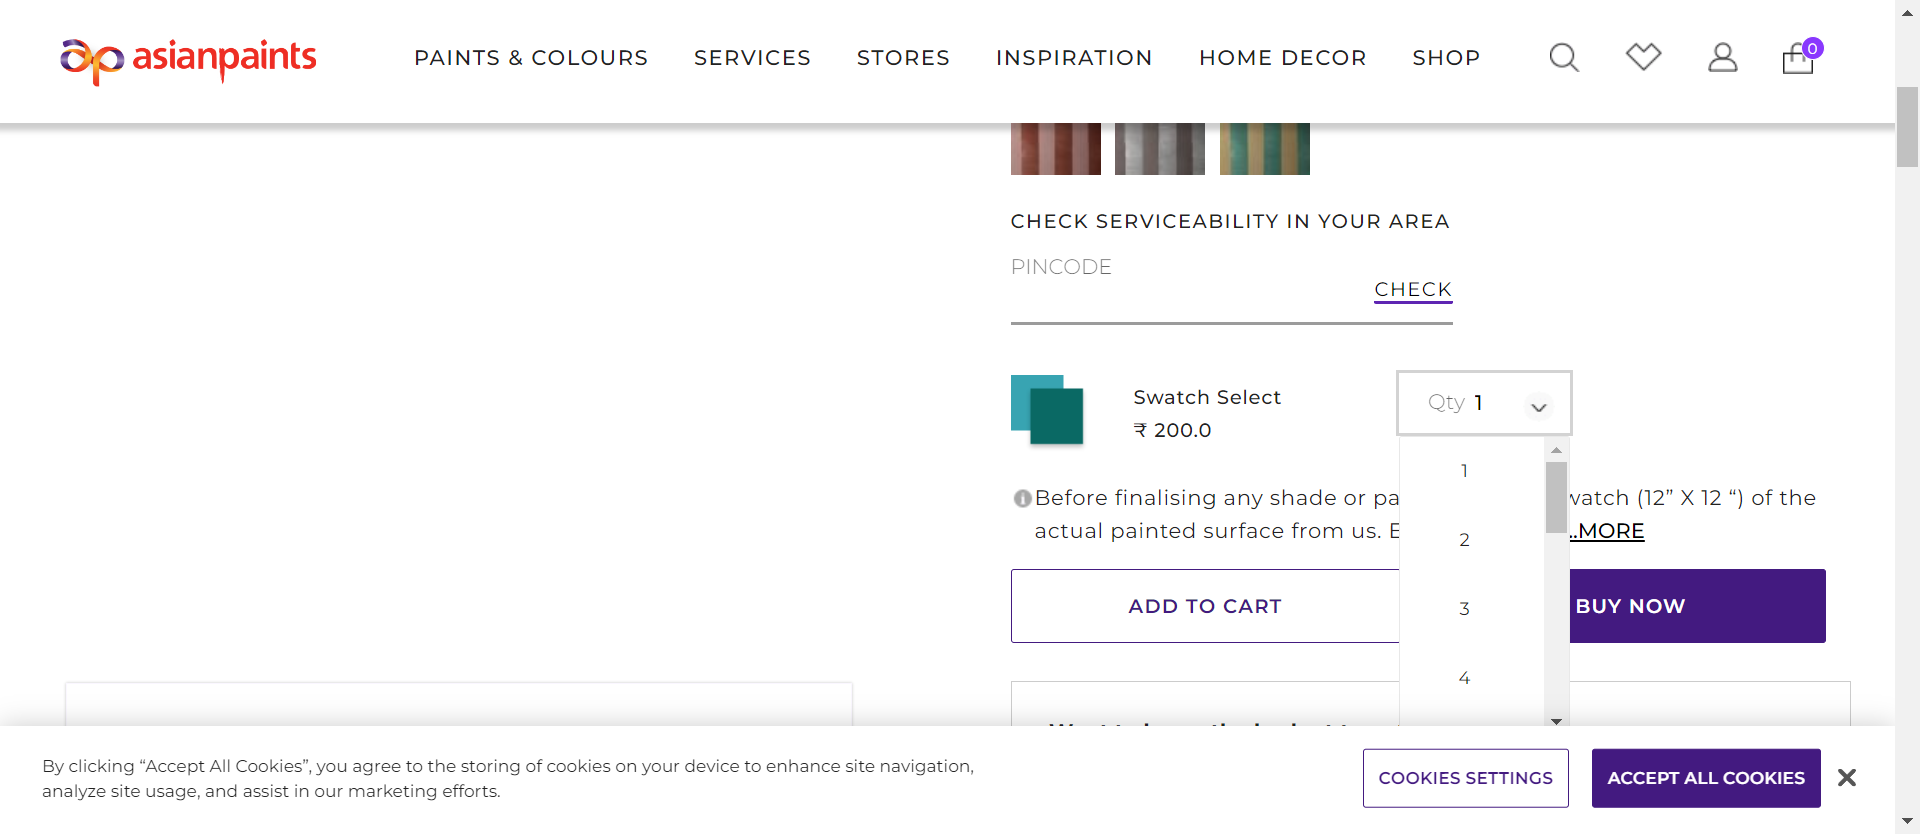 asianpaints
PAINTS & COLOURS SERVICES STORES INSPIRATION HOME DECOR SHOP
0
CHECK SERVICEABILITY IN YOUR AREA
PINCODE
CHECK
Swatch Select
₹ 200.0
Qty 1
1
2
3
4
Before finalising any shade or pa watch (12” X 12 “) of the
actual painted surface from us. E ...MORE
ADD TO CART
BUY NOW
By clicking “Accept All Cookies”, you agree to the storing of cookies on your device to enhance site navigation,
analyze site usage, and assist in our marketing efforts.
COOKIES SETTINGS
ACCEPT ALL COOKIES